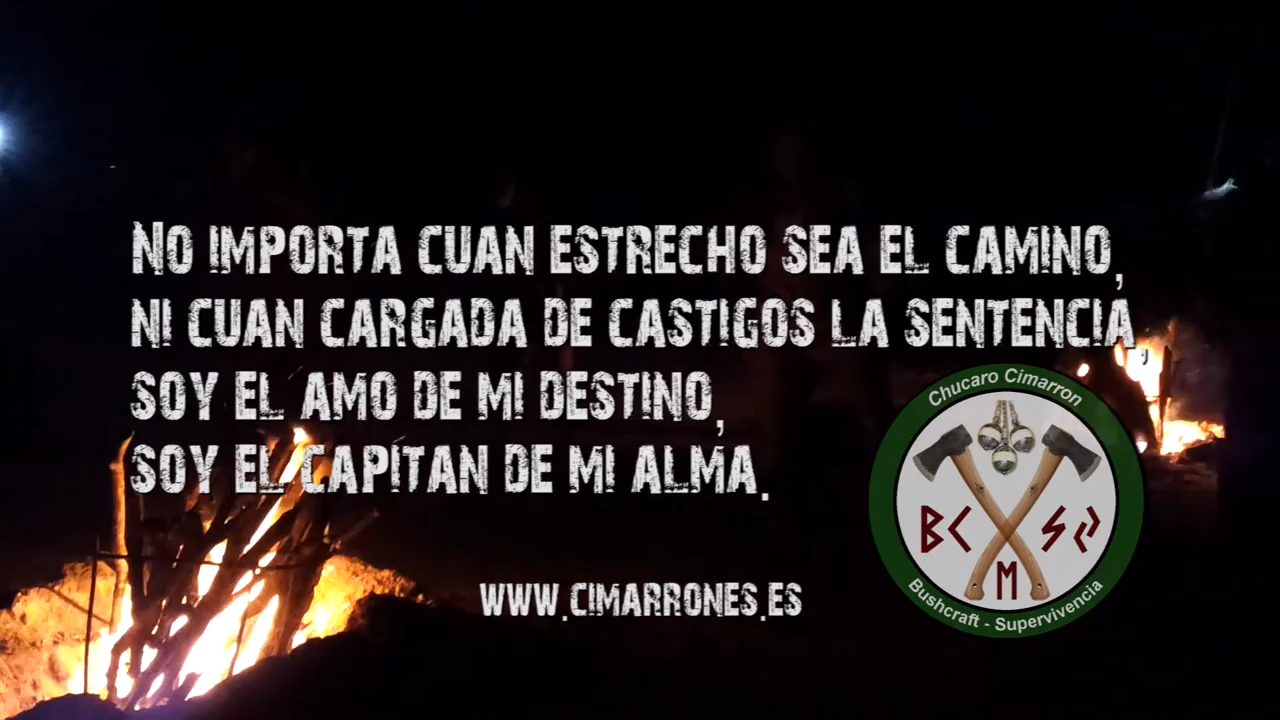 No importa cuan estrecho sea el camino,
ni cuan cargada de castigos la sentencia,
soy el amo de mi destino,
soy el capitan de mi alma.
Chucaro Cimarron
BC SJ
M
Bushcraft - Supervivencia
www.cimarrones.es